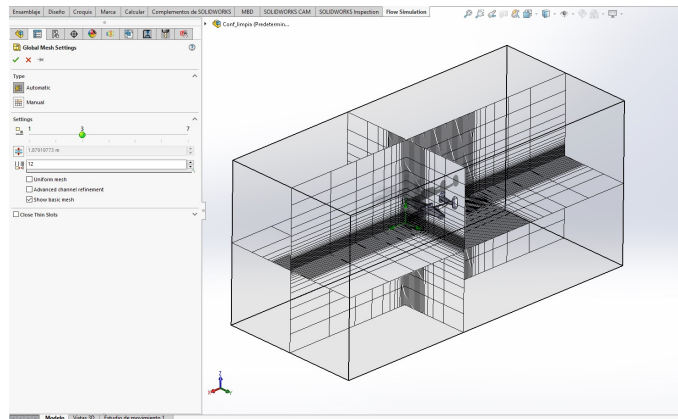 Ensamblaje Diseño Croquis Marca Calcular Complementos de SOLIDWORKS MBD SOLIDWORKS CAM SOLIDWORKS Inspection Flow Simulation
Conf_limpia (Predetermin...
Global Mesh Settings
Type
Automatic
Manual
Settings
1 3 7
1.87919773 m
12
Uniform mesh
Advanced channel refinement
Show basic mesh
Close Thin Slots
Z
X Y
Modelo Vistas 3D Estudio de movimiento 1